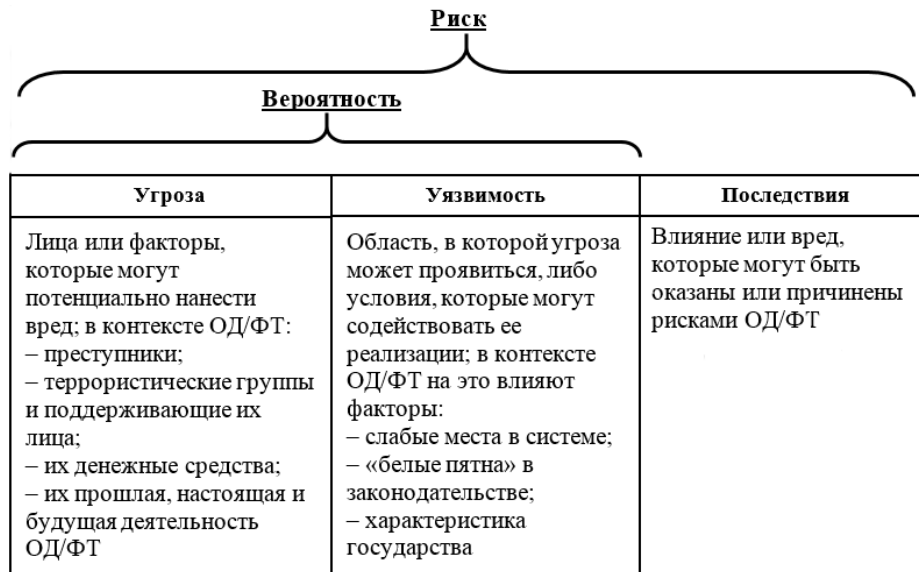 Риск
Вероятность
Угроза
Уязвимость
Последствия
Лица или факторы,
которые могут
потенциально нанести
вред; в контексте ОД/ФТ:
– преступники;
– террористические группы
и поддерживающие их
лица;
– их денежные средства;
– их прошлая, настоящая и
будущая деятельность
ОД/ФТ
Область, в которой угроза
может проявиться, либо
условия, которые могут
содействовать ее
реализации; в контексте
ОД/ФТ на это влияют
факторы:
– слабые места в системе;
– «белые пятна» в
законодательстве;
– характеристика
государства
Влияние или вред,
которые могут быть
оказаны или причинены
рисками ОД/ФТ